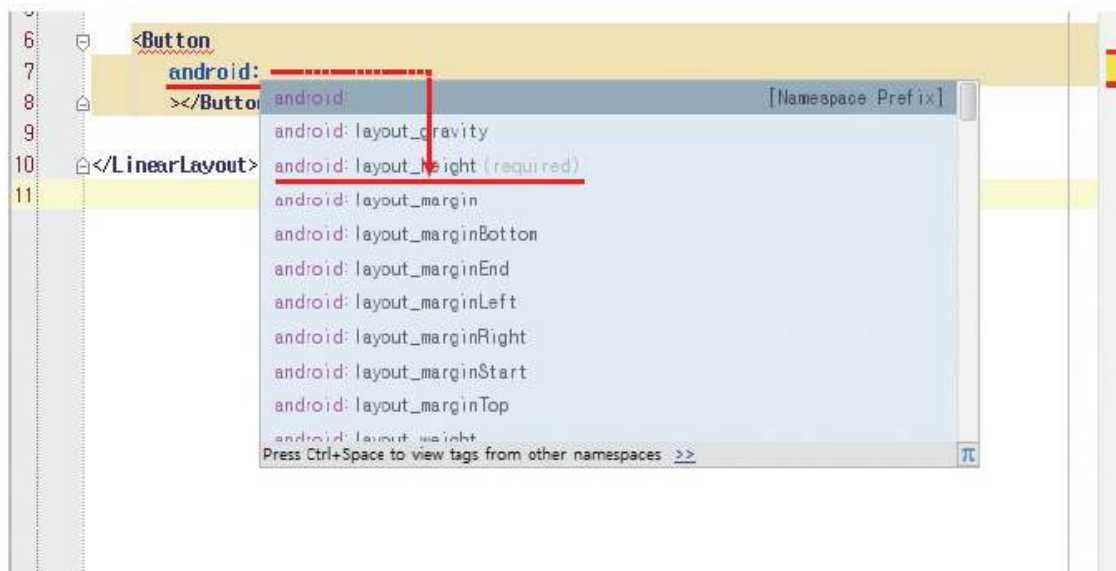 6 <Button
7 android:
8 ></Butto
9
10 </LinearLayout>
11
android: [Namespace Prefix]
android:layout_gravity
android:layout_height(required)
android:layout_margin
android:layout_marginBottom
android:layout_marginEnd
android:layout_marginLeft
android:layout_marginRight
android:layout_marginStart
android:layout_marginTop
android:layout_weight
Press Ctrl+Space to view tags from other namespaces >>
π